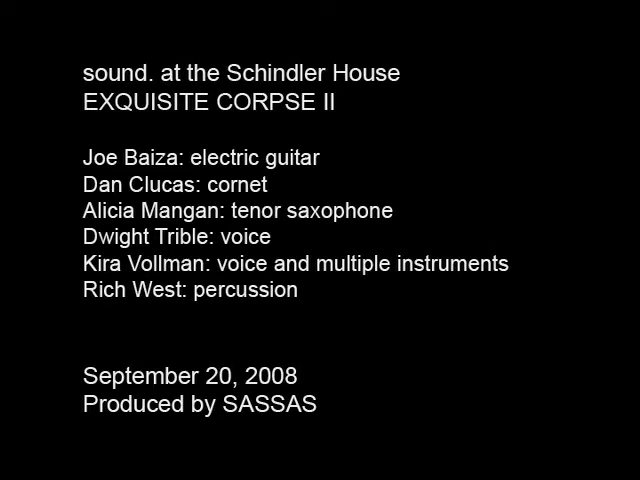 sound. at the Schindler House
EXQUISITE CORPSE II
Joe Baiza: electric guitar
Dan Clucas: cornet
Alicia Mangan: tenor saxophone
Dwight Trible: voice
Kira Vollman: voice and multiple instruments
Rich West: percussion
September 20, 2008
Produced by SASSAS